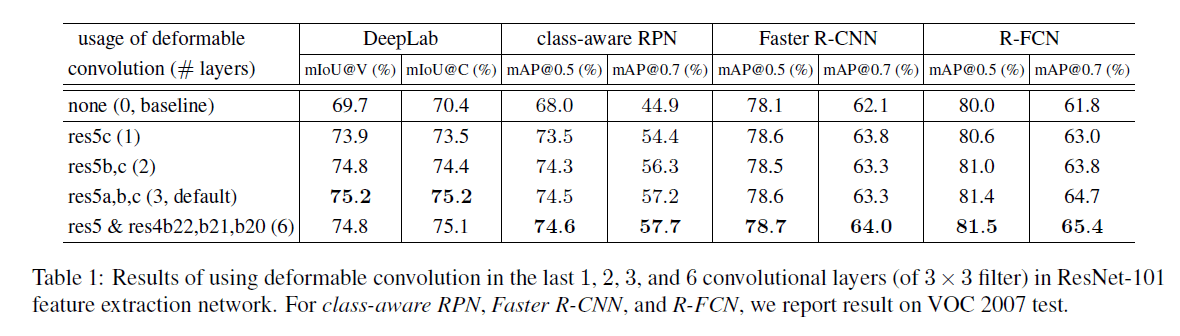 usage of deformable DeepLab class-aware RPN Faster R-CNN R-FCN
convolution (# layers) mIoU@V (%) mIoU@C (%) mAP@0.5 (%) mAP@0.7 (%) mAP@0.5 (%) mAP@0.7 (%) mAP@0.5 (%) mAP@0.7 (%)
none (0, baseline) 69.7 70.4 68.0 44.9 78.1 62.1 80.0 61.8
res5c (1) 73.9 73.5 73.5 54.4 78.6 63.8 80.6 63.0
res5b,c (2) 74.8 74.4 74.3 56.3 78.5 63.3 81.0 63.8
res5a,b,c (3, default) 75.2 75.2 74.5 57.2 78.6 63.3 81.4 64.7
res5 & res4b22,b21,b20 (6) 74.8 75.1 74.6 57.7 78.7 64.0 81.5 65.4
Table 1: Results of using deformable convolution in the last 1, 2, 3, and 6 convolutional layers (of 3 × 3 filter) in ResNet-101
feature extraction network. For class-aware RPN, Faster R-CNN, and R-FCN, we report result on VOC 2007 test.